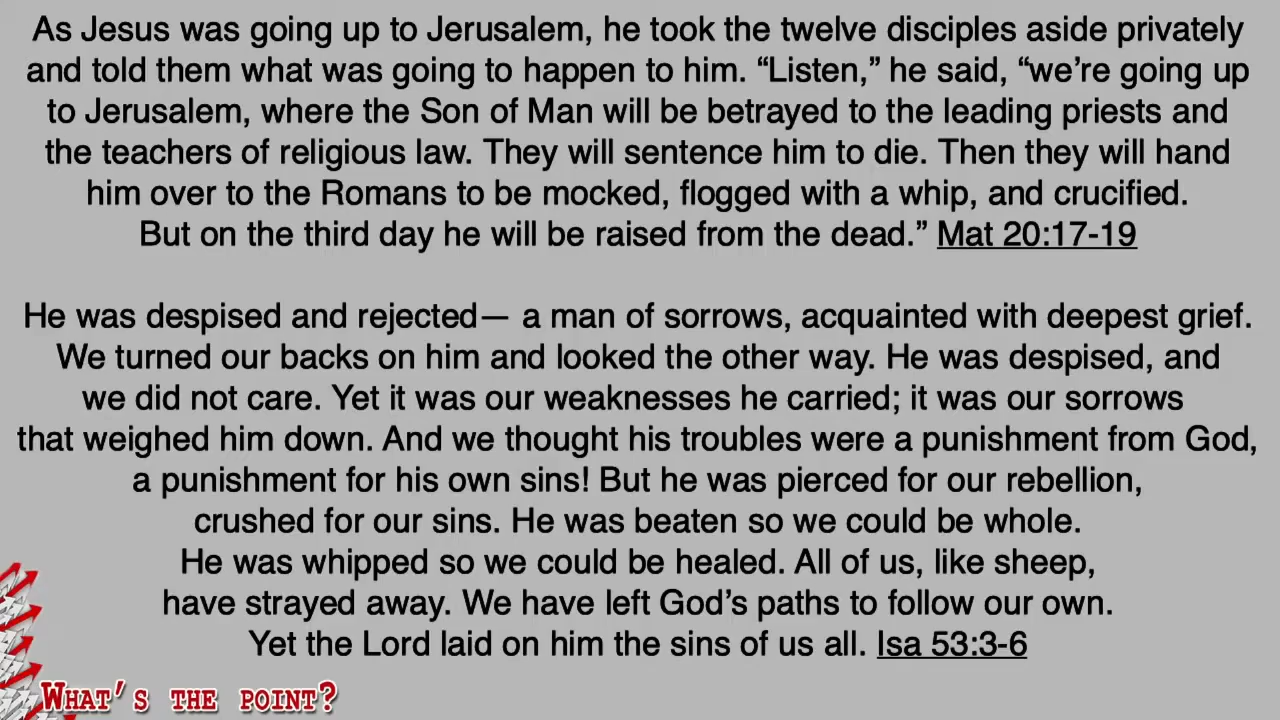 As Jesus was going up to Jerusalem, he took the twelve disciples aside privately
and told them what was going to happen to him. “Listen,” he said, “we’re going up
to Jerusalem, where the Son of Man will be betrayed to the leading priests and
the teachers of religious law. They will sentence him to die. Then they will hand
him over to the Romans to be mocked, flogged with a whip, and crucified.
But on the third day he will be raised from the dead.” Mat 20:17-19
He was despised and rejected— a man of sorrows, acquainted with deepest grief.
We turned our backs on him and looked the other way. He was despised, and
we did not care. Yet it was our weaknesses he carried; it was our sorrows
that weighed him down. And we thought his troubles were a punishment from God,
a punishment for his own sins! But he was pierced for our rebellion,
crushed for our sins. He was beaten so we could be whole.
He was whipped so we could be healed. All of us, like sheep,
have strayed away. We have left God’s paths to follow our own.
Yet the Lord laid on him the sins of us all. Isa 53:3-6
What's the point?